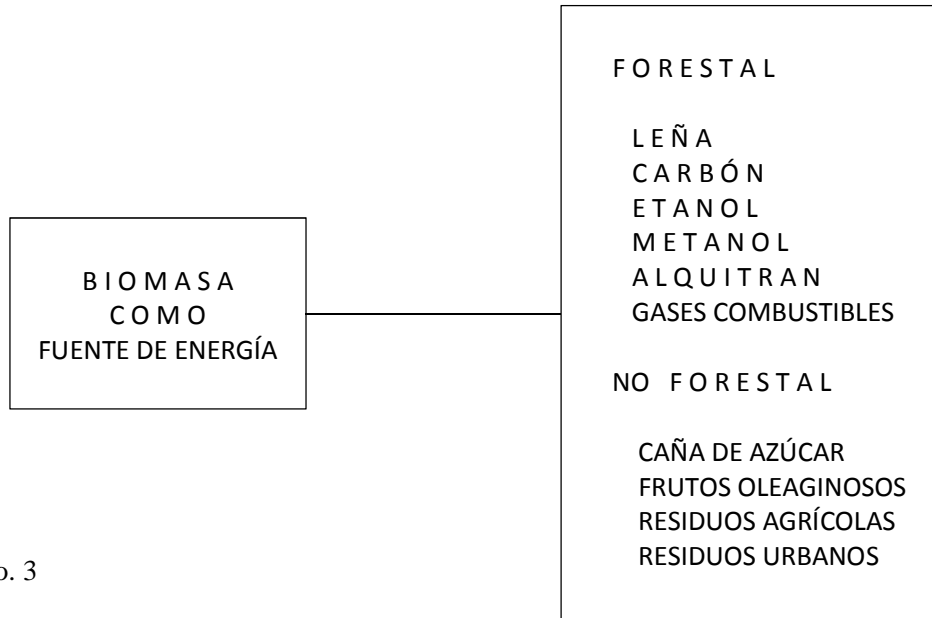 BIOMASA
COMO
FUENTE DE ENERGÍA
FORESTAL
LEÑA
CARBÓN
ETANOL
METANOL
ALQUITRAN
GASES COMBUSTIBLES
NO FORESTAL
CAÑA DE AZÚCAR
FRUTOS OLEAGINOSOS
RESIDUOS AGRÍCOLAS
RESIDUOS URBANOS
o. 3